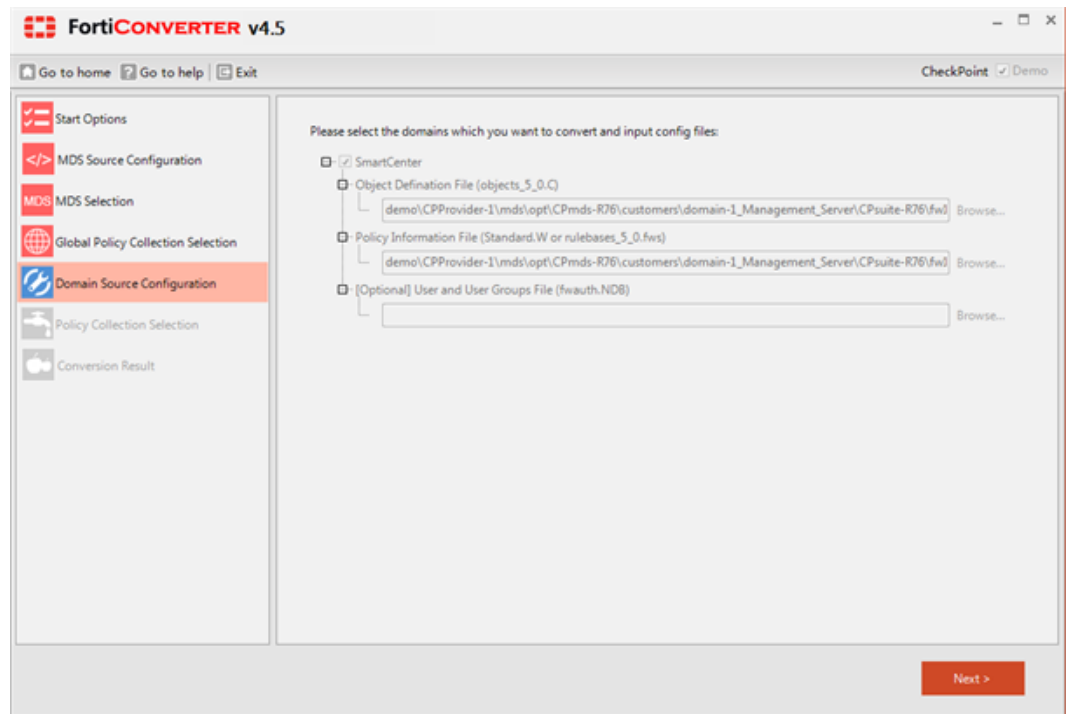 FortiCONVERTER v4.5
Go to home Go to help Exit CheckPoint Demo
Start Options
</> MDS Source Configuration
MDS MDS Selection
Global Policy Collection Selection
Domain Source Configuration
Policy Collection Selection
Conversion Result
Please select the domains which you want to convert and input config files:
SmartCenter
Object Defination File (objects_5_0.C)
demo\CPProvider-1\mds\opt\CPmds-R76\customers\domain-1_Management_Server\CPsuite-R76\fw1 Browse...
Policy Information File (Standard.W or rulebases_5_0.fws)
demo\CPProvider-1\mds\opt\CPmds-R76\customers\domain-1_Management_Server\CPsuite-R76\fw1 Browse...
[Optional] User and User Groups File (fwauth.NDB)
Browse...
Next >